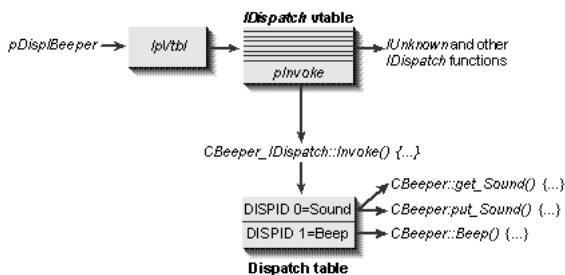 IDispatch vtable
pDispIBeeper
lpVtbl
pInvoke
IUnknown and other
IDispatch functions
CBeeper_IDispatch::Invoke() {...}
DISPID 0=Sound
DISPID 1=Beep
CBeeper::get_Sound() {...}
CBeeper:put_Sound() {...}
CBeeper::Beep() {...}
Dispatch table